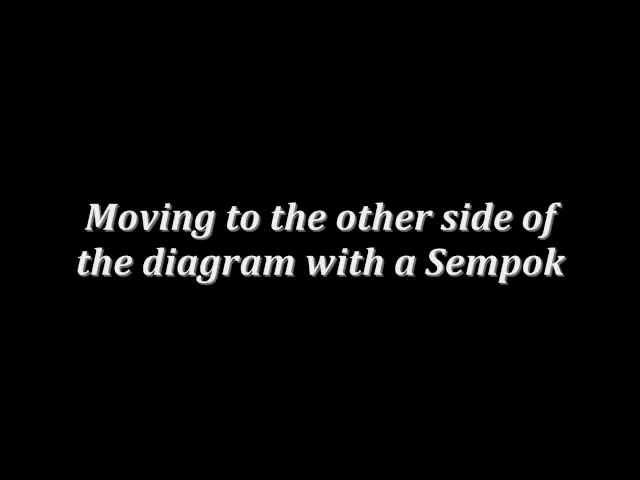 Moving to the other side of
the diagram with a Sempok